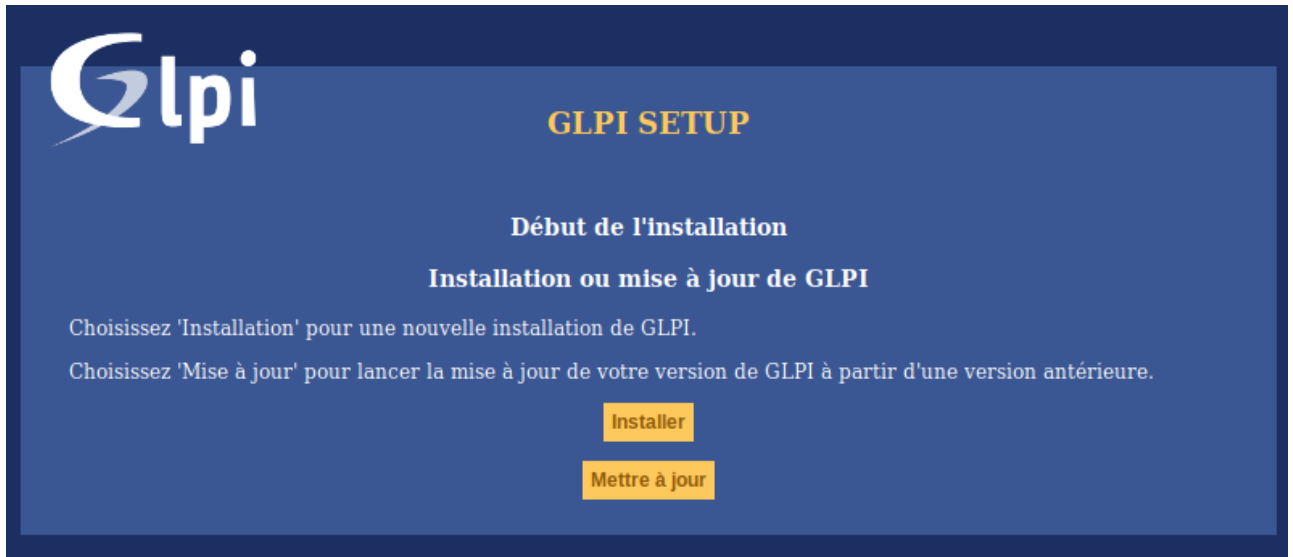 Glpi
GLPI SETUP
Début de l'installation
Installation ou mise à jour de GLPI
Choisissez 'Installation' pour une nouvelle installation de GLPI.
Choisissez 'Mise à jour' pour lancer la mise à jour de votre version de GLPI à partir d'une version antérieure.
Installer
Mettre à jour